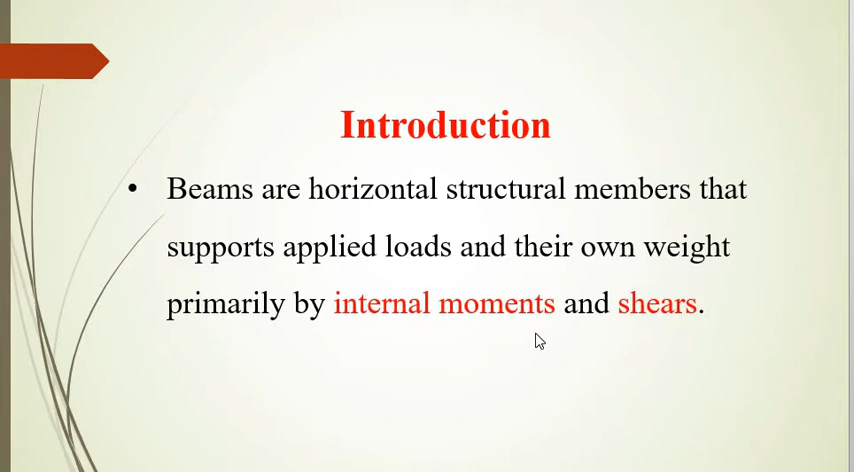 Introduction
• Beams are horizontal structural members that
supports applied loads and their own weight
primarily by internal moments and shears.